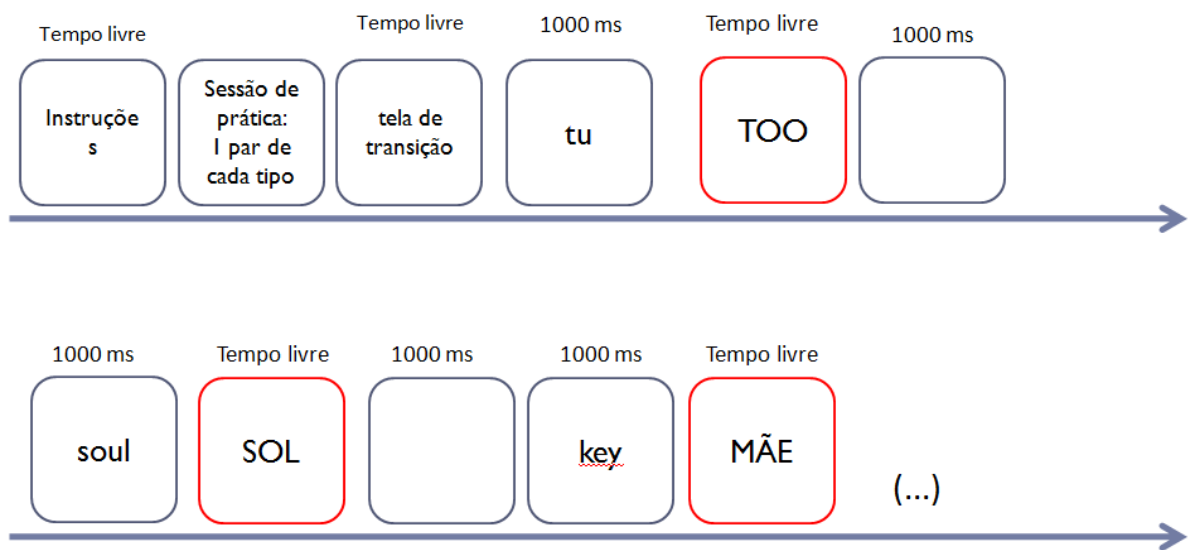 Tempo livre
Tempo livre
1000 ms
Tempo livre
1000 ms
Instruçõe
s
Sessão de
prática:
1 par de
cada tipo
tela de
transição
tu
TOO
1000 ms
Tempo livre
1000 ms
1000 ms
Tempo livre
soul
SOL
key
MÃE
(...)